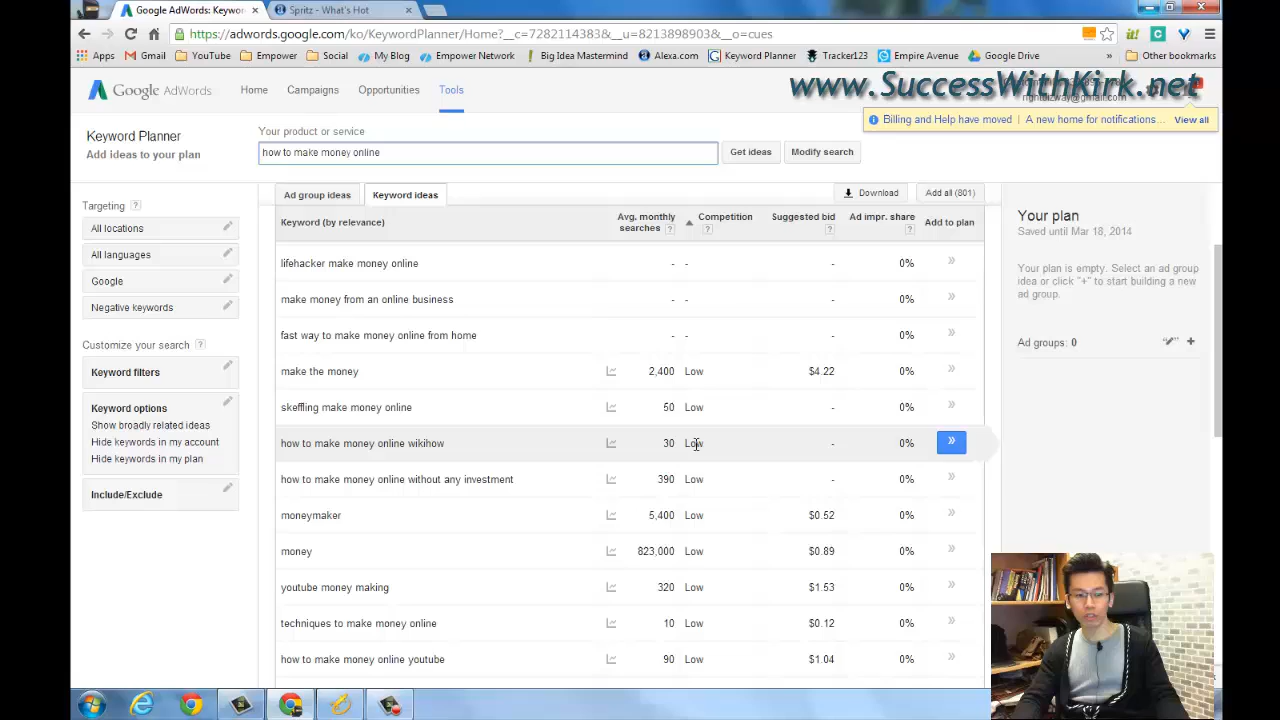 Google AdWords: Keywor
Spritz - What's Hot
https://adwords.google.com/ko/KeywordPlanner/Home?__c=7282114383&__u=8213898903&__o=cues
Apps Gmail YouTube Empower Social My Blog Empower Network Big Idea Mastermind Alexa.com Keyword Planner Tracker123 Empire Avenue Google Drive » Other bookmarks
www.SuccessWithKirk.net
Google AdWords Home Campaigns Opportunities Tools
Billing and Help have moved | A new home for notifications... View all
Keyword Planner
Add ideas to your plan
Your product or service
how to make money online
Get ideas Modify search
Ad group ideas Keyword ideas Download Add all (801)
Targeting ?
All locations
All languages
Google
Negative keywords
Customize your search ?
Keyword filters
Keyword options
Show broadly related ideas
Hide keywords in my account
Hide keywords in my plan
Include/Exclude
Keyword (by relevance) Avg. monthly searches ? Competition ? Suggested bid ? Ad impr. share ? Add to plan
lifehacker make money online - - - 0% »
make money from an online business - - - 0% »
fast way to make money online from home - - - 0% »
make the money 2,400 Low $4.22 0% »
skeffling make money online 50 Low - 0% »
how to make money online wikihow 30 Low - 0% »
how to make money online without any investment 390 Low - 0% »
moneymaker 5,400 Low $0.52 0% »
money 823,000 Low $0.89 0% »
youtube money making 320 Low $1.53 0% »
techniques to make money online 10 Low $0.12 0% »
how to make money online youtube 90 Low $1.04 0% »
Your plan
Saved until Mar 18, 2014
Your plan is empty. Select an ad group
idea or click "+" to start building a new
ad group.
Ad groups: 0